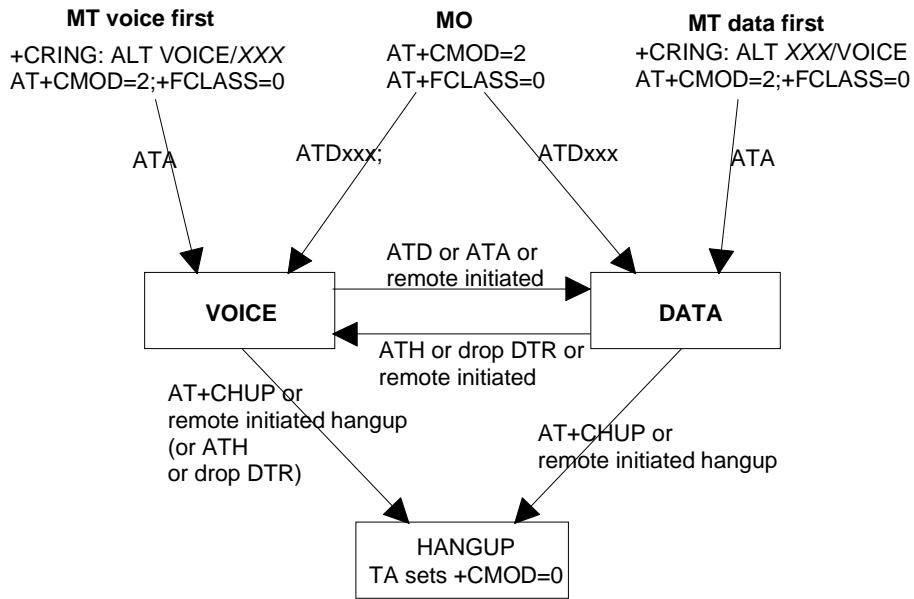 MT voice first
+CRING: ALT VOICE/XXX
AT+CMOD=2;+FCLASS=0
MO
AT+CMOD=2
AT+FCLASS=0
MT data first
+CRING: ALT XXX/VOICE
AT+CMOD=2;+FCLASS=0
ATA
ATDxxx;
ATDxxx
ATA
ATD or ATA or
remote initiated
VOICE
DATA
ATH or drop DTR or
remote initiated
AT+CHUP or
remote initiated hangup
(or ATH
or drop DTR)
AT+CHUP or
remote initiated hangup
HANGUP
TA sets +CMOD=0